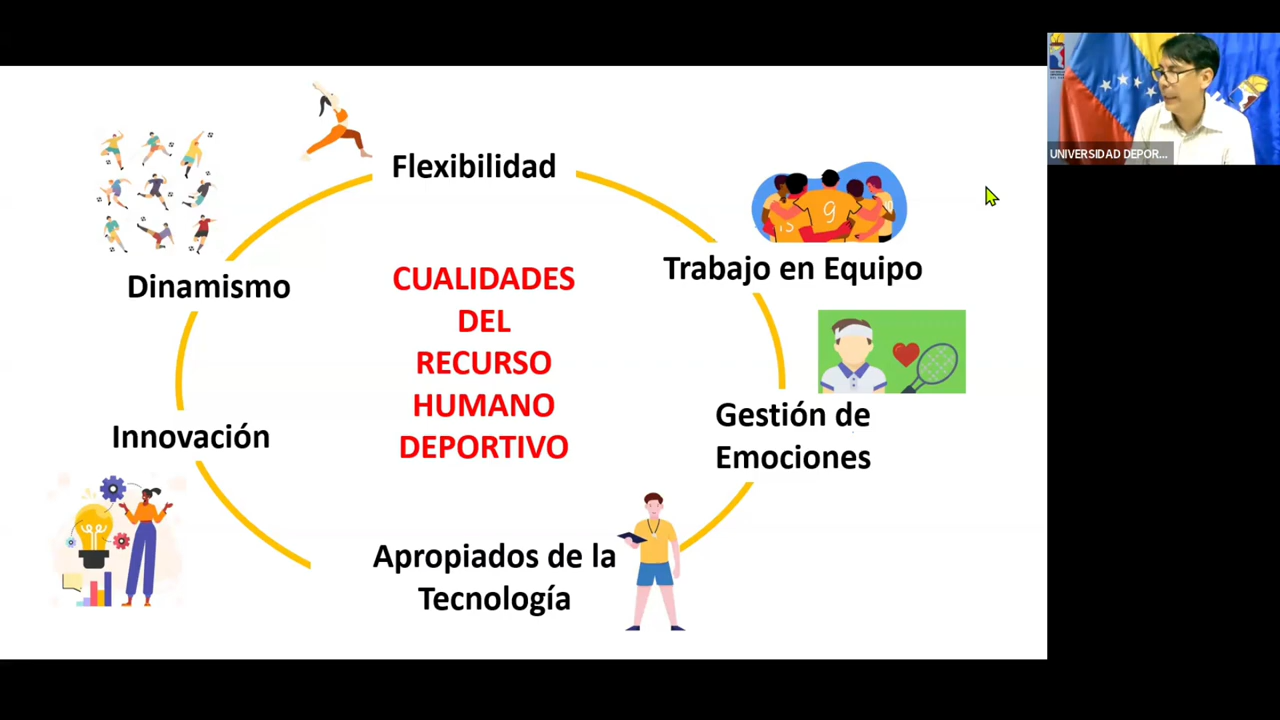 UNIVERSIDAD DEPOR...
Flexibilidad
9
Trabajo en Equipo
Dinamismo
CUALIDADES
DEL
RECURSO
HUMANO
DEPORTIVO
Gestión de
Emociones
Innovación
Apropiados de la
Tecnología